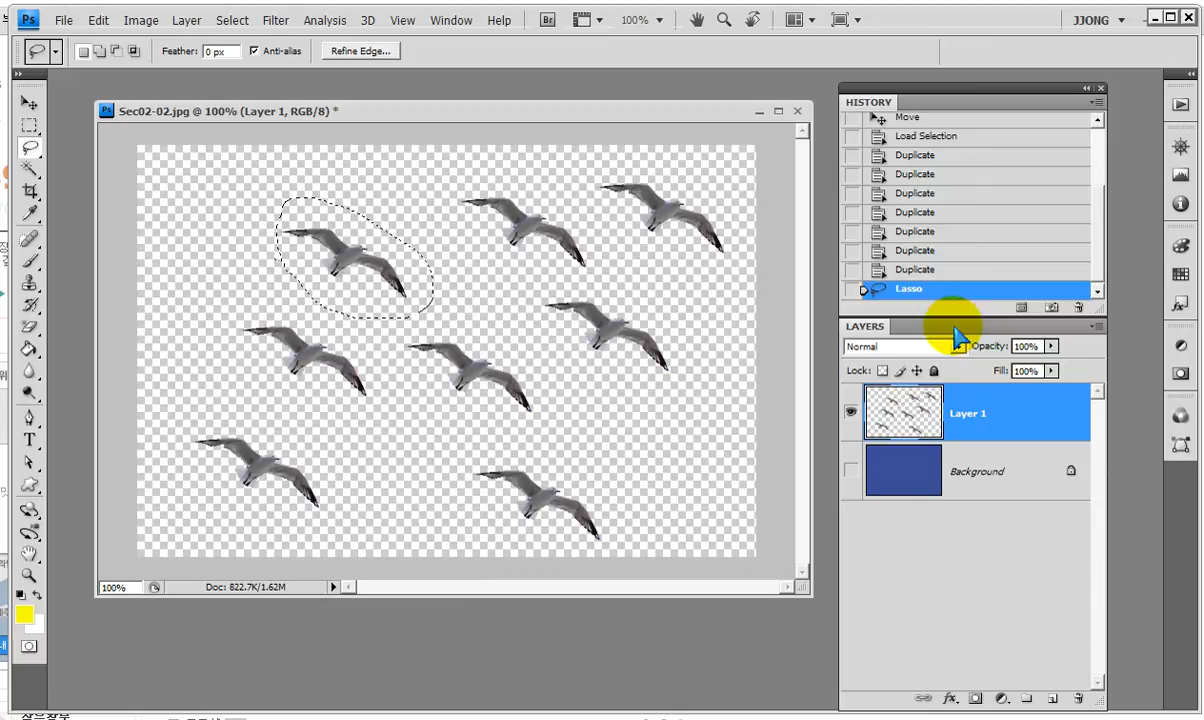 Ps File Edit Image Layer Select Filter Analysis 3D View Window Help Br 100% JJONG
Feather: 0 px Anti-alias Refine Edge...
Ps Sec02-02.jpg @ 100% (Layer 1, RGB/8) *
100% Doc: 822.7K/1.62M
HISTORY
Move
Load Selection
Duplicate
Duplicate
Duplicate
Duplicate
Duplicate
Duplicate
Duplicate
Lasso
LAYERS
Normal Opacity: 100%
Lock: Fill: 100%
Layer 1
Background